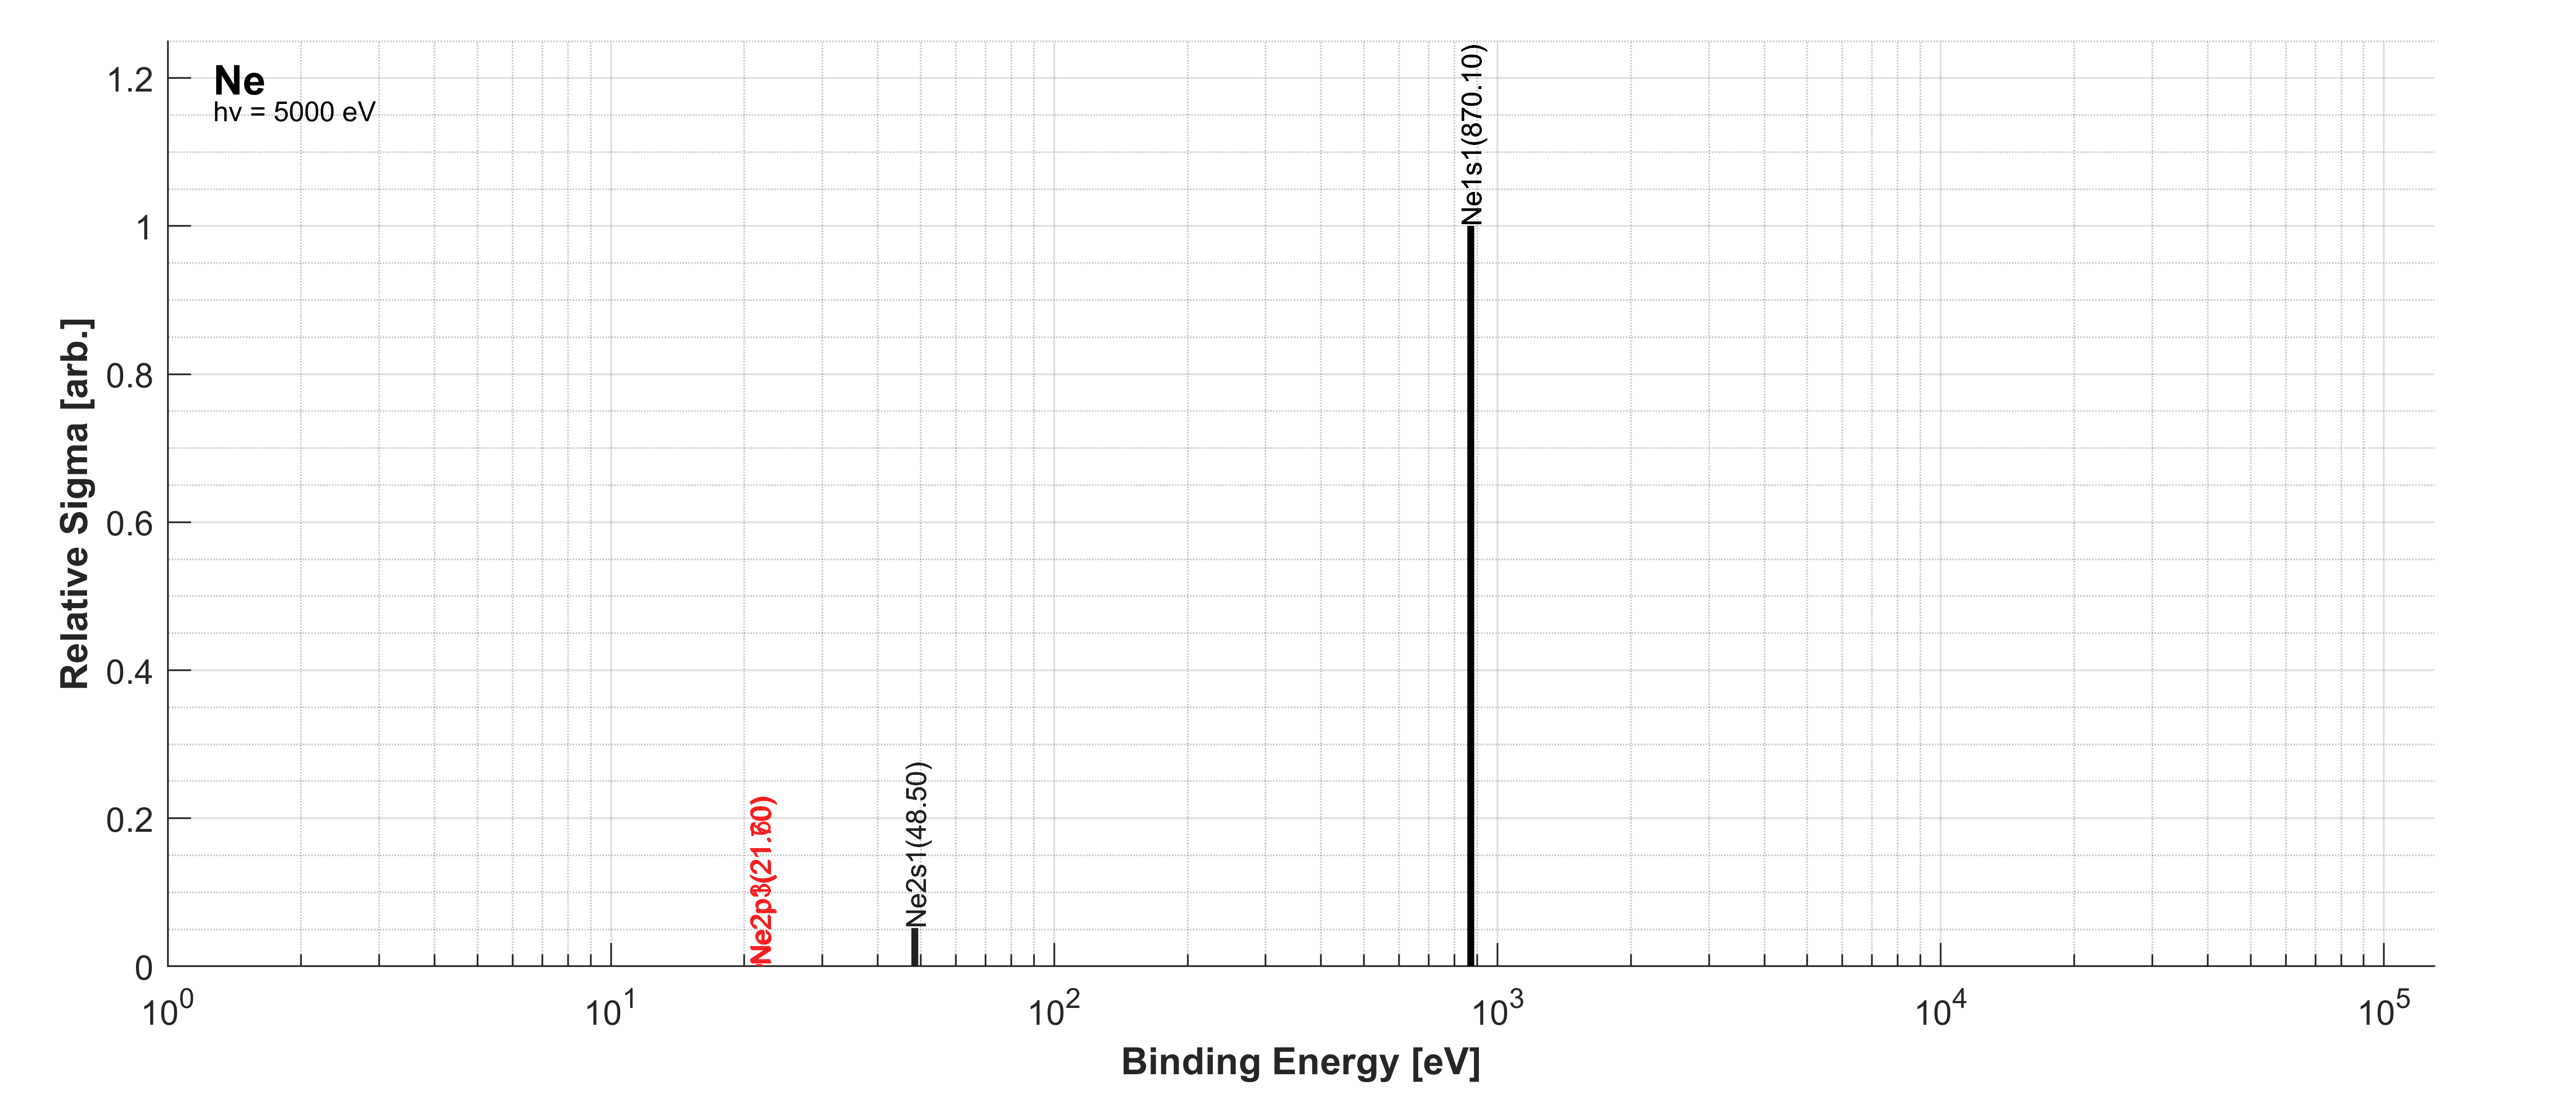 Ne
hν = 5000 eV
Relative Sigma [arb.]
1.2
1
0.8
0.6
0.4
0.2
0
Ne1s1(870.10)
Ne2s1(48.50)
10^0
10^1
10^2
10^3
10^4
10^5
Binding Energy [eV]